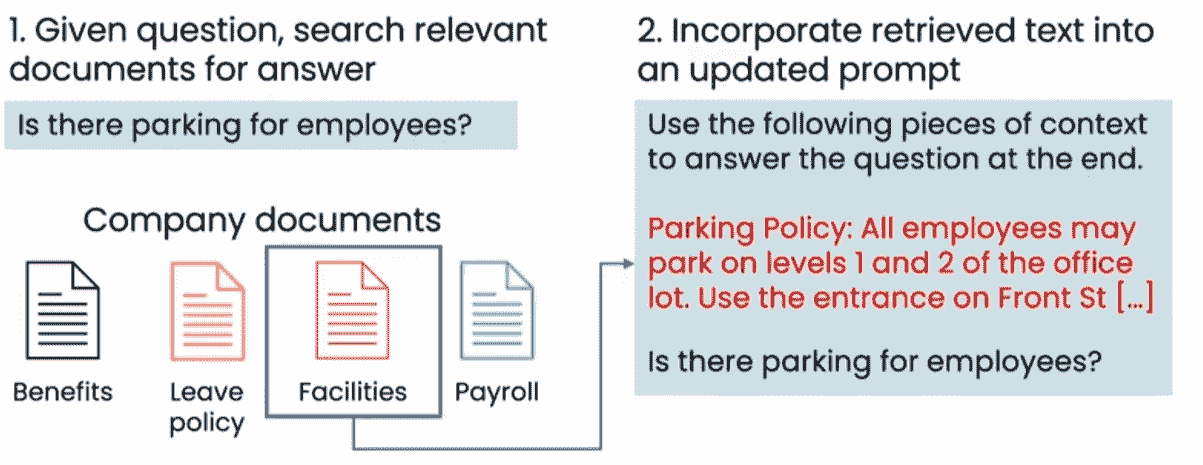 1. Given question, search relevant
documents for answer
Is there parking for employees?
Company documents
Benefits
Leave
policy
Facilities
Payroll
2. Incorporate retrieved text into
an updated prompt
Use the following pieces of context
to answer the question at the end.
Parking Policy: All employees may
park on levels 1 and 2 of the office
lot. Use the entrance on Front St [...]
Is there parking for employees?